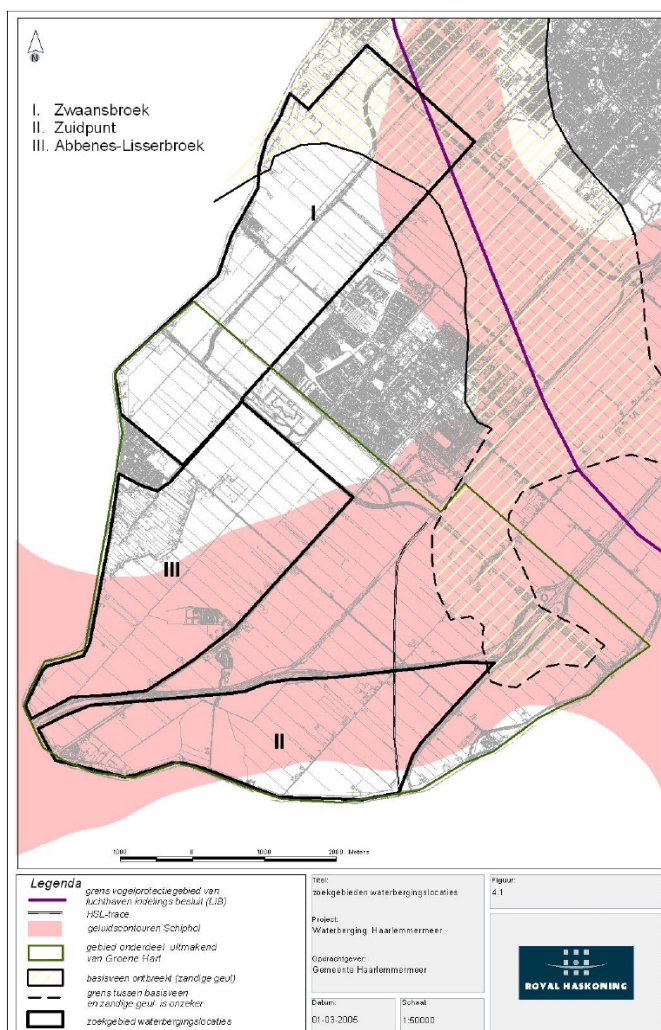 N
I. Zwaansbroek
II. Zuidpunt
III. Abbenes-Lisserbroek
I
III
II
1000 0 1000 2000 Meters
Legenda
grens vogelprotectiegebied van
luchthaven indelings besluit (LIB)
HSL-trace
geluidscontouren Schiphol
gebied onderdeel uitmakend
van Groene Hart
basisveen ontbreekt (zandige geul)
grens tussen basisveen
en zandige geul is onzeker
zoekgebied waterbergingslocaties
Titel:
zoekgebieden waterbergingslocaties
Project:
Waterberging Haarlemmermeer
Opdrachtgever:
Gemeente Haarlemmermeer
Datum:
01-03-2006
Schaal
1:50000
Figuur:
4.1
ROYAL HASKONING